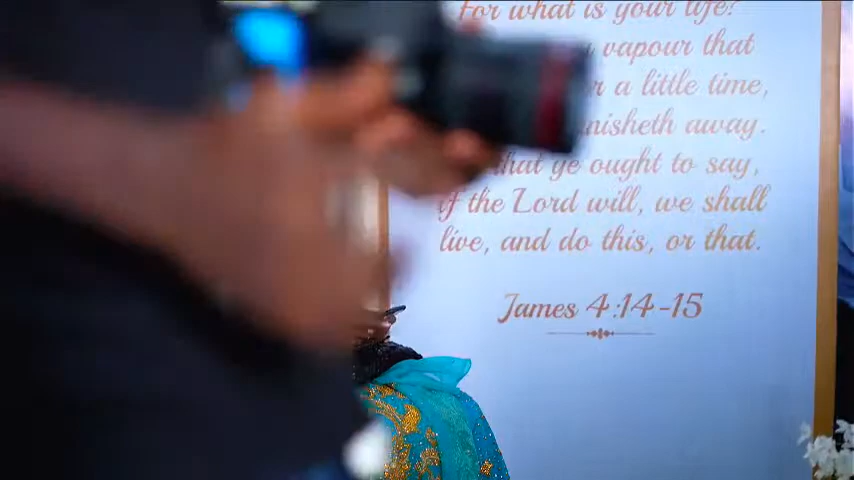 For what is your life?
vapour that
a little time,
away.
that ye ought to say,
if the Lord will, we shall
live, and do this, or that.
James 4:14-15